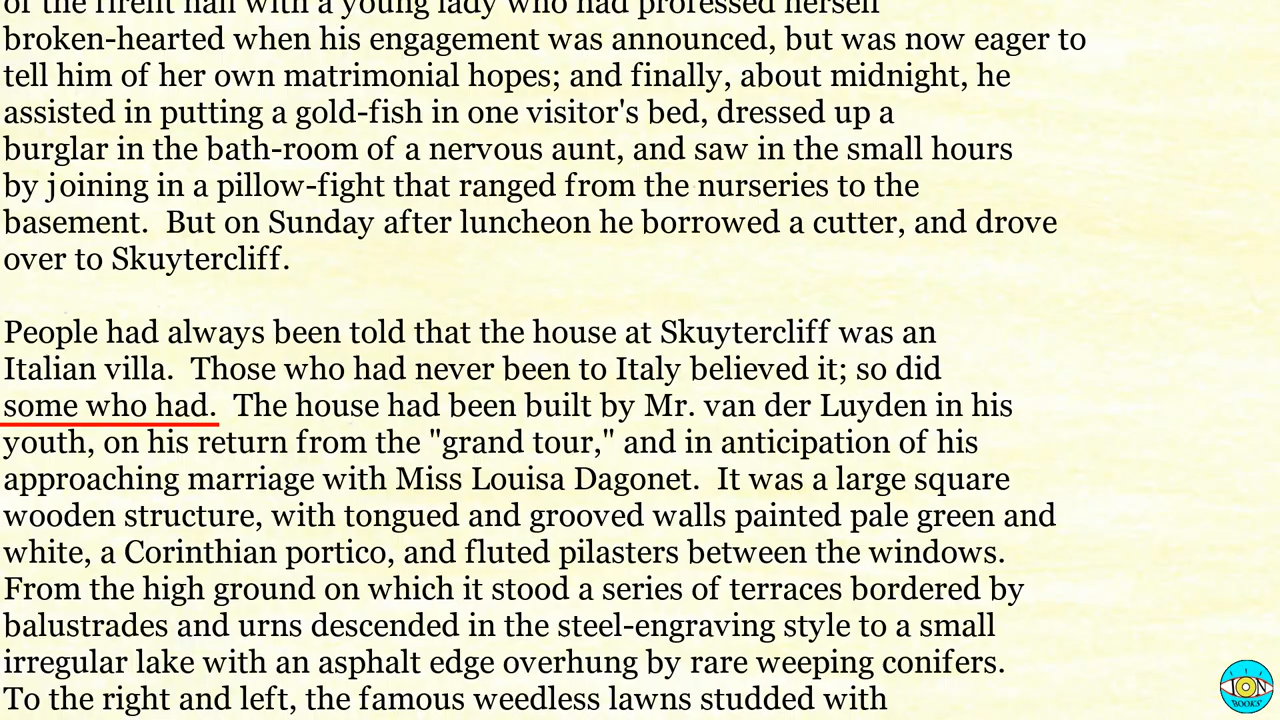 of the firelit hall with a young lady who had professed herself
broken-hearted when his engagement was announced, but was now eager to
tell him of her own matrimonial hopes; and finally, about midnight, he
assisted in putting a gold-fish in one visitor's bed, dressed up a
burglar in the bath-room of a nervous aunt, and saw in the small hours
by joining in a pillow-fight that ranged from the nurseries to the
basement.  But on Sunday after luncheon he borrowed a cutter, and drove
over to Skuytercliff.

People had always been told that the house at Skuytercliff was an
Italian villa.  Those who had never been to Italy believed it; so did
some who had.  The house had been built by Mr. van der Luyden in his
youth, on his return from the "grand tour," and in anticipation of his
approaching marriage with Miss Louisa Dagonet.  It was a large square
wooden structure, with tongued and grooved walls painted pale green and
white, a Corinthian portico, and fluted pilasters between the windows.
From the high ground on which it stood a series of terraces bordered by
balustrades and urns descended in the steel-engraving style to a small
irregular lake with an asphalt edge overhung by rare weeping conifers.
To the right and left, the famous weedless lawns studded with
ION
BOOKS